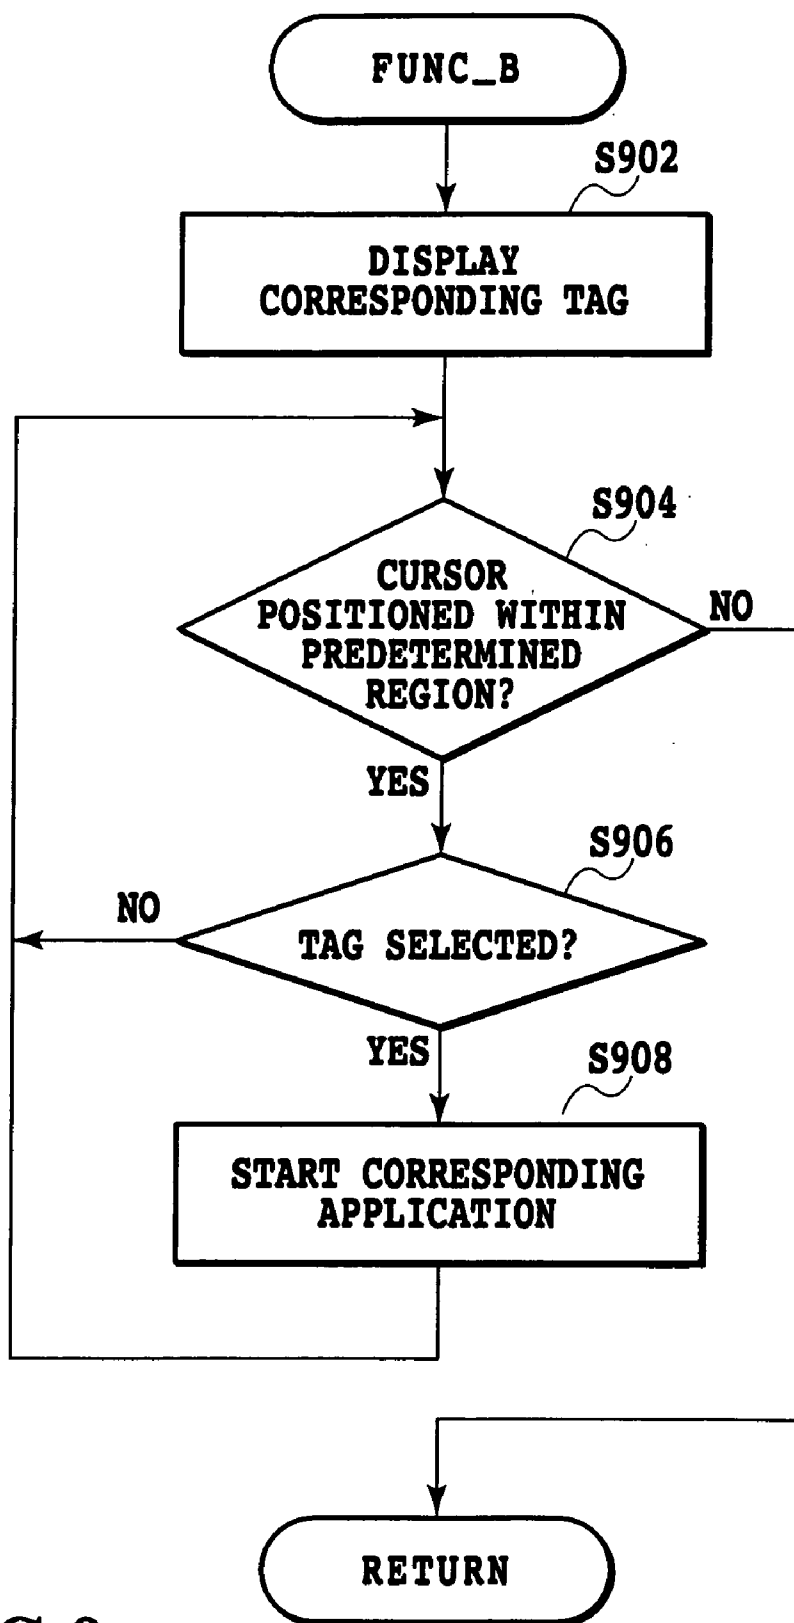 FUNC_B
S902
DISPLAY
CORRESPONDING TAG
S904
CURSOR
POSITIONED WITHIN
PREDETERMINED
REGION?
NO
YES
S906
NO
TAG SELECTED?
YES
S908
START CORRESPONDING
APPLICATION
RETURN